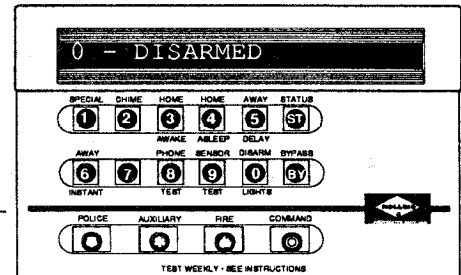 0 - DISARMED
SPECIAL CHIME HOME HOME AWAY STATUS
1 2 3 4 5 ST
AWAKE ASLEEP DELAY
AWAY PHONE SENSOR DISARM BYPASS
6 7 8 9 0 BY
INSTANT TEST TEST LIGHTS
POLICE AUXILIARY FIRE COMMAND
TEST WEEKLY - SEE INSTRUCTIONS